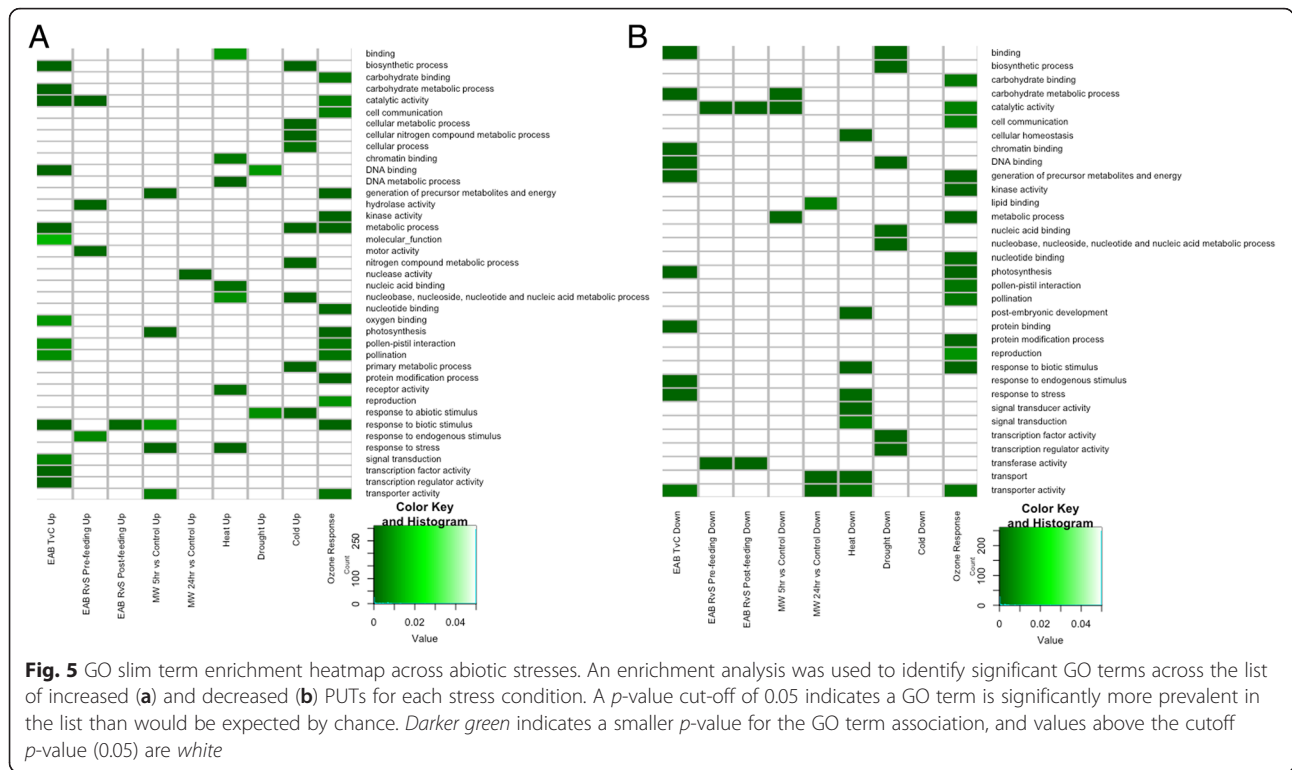 A
binding
biosynthetic process
carbohydrate binding
carbohydrate metabolic process
catalytic activity
cell communication
cellular metabolic process
cellular nitrogen compound metabolic process
cellular process
chromatin binding
DNA binding
DNA metabolic process
generation of precursor metabolites and energy
hydrolase activity
kinase activity
metabolic process
molecular_function
motor activity
nitrogen compound metabolic process
nuclease activity
nucleic acid binding
nucleobase, nucleoside, nucleotide and nucleic acid metabolic process
nucleotide binding
oxygen binding
photosynthesis
pollen-pistil interaction
pollination
primary metabolic process
protein modification process
receptor activity
reproduction
response to abiotic stimulus
response to biotic stimulus
response to endogenous stimulus
response to stress
signal transduction
transcription factor activity
transcription regulator activity
transporter activity
EAB TvC Up
EAB RvS Pre-feeding Up
EAB RvS Post-feeding Up
MW 5hr vs Control Up
MW 24hr vs Control Up
Heat Up
Drought Up
Cold Up
Ozone Response
Color Key
and Histogram
Count
0 100 250
0 0.02 0.04
Value
B
binding
biosynthetic process
carbohydrate binding
carbohydrate metabolic process
catalytic activity
cell communication
cellular homeostasis
chromatin binding
DNA binding
generation of precursor metabolites and energy
kinase activity
lipid binding
metabolic process
nucleic acid binding
nucleobase, nucleoside, nucleotide and nucleic acid metabolic process
nucleotide binding
photosynthesis
pollen-pistil interaction
pollination
post-embryonic development
protein binding
protein modification process
reproduction
response to biotic stimulus
response to endogenous stimulus
response to stress
signal transducer activity
signal transduction
transcription factor activity
transcription regulator activity
transferase activity
transport
transporter activity
EAB TvC Down
EAB RvS Pre-feeding Down
EAB RvS Post-feeding Down
MW 5hr vs Control Down
MW 24hr vs Control Down
Heat Down
Drought Down
Cold Down
Ozone Response
Color Key
and Histogram
Count
0 100 200
0 0.02 0.04
Value
Fig. 5 GO slim term enrichment heatmap across abiotic stresses. An enrichment analysis was used to identify significant GO terms across the list
of increased (a) and decreased (b) PUTs for each stress condition. A p-value cut-off of 0.05 indicates a GO term is significantly more prevalent in
the list than would be expected by chance. Darker green indicates a smaller p-value for the GO term association, and values above the cutoff
p-value (0.05) are white